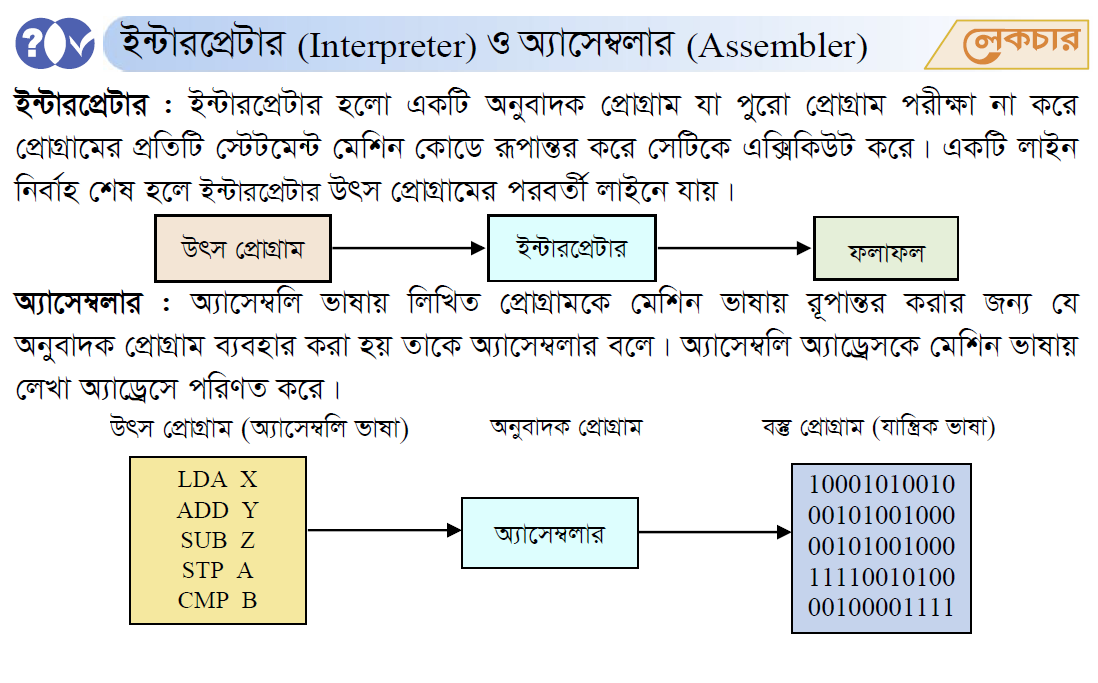 ইন্টারপ্রেটার (Interpreter) ও অ্যাসেম্বলার (Assembler)
লেকচার
ইন্টারপ্রেটার : ইন্টারপ্রেটার হলো একটি অনুবাদক প্রোগ্রাম যা পুরো প্রোগ্রাম পরীক্ষা না করে
প্রোগ্রামের প্রতিটি স্টেটমেন্ট মেশিন কোডে রূপান্তর করে সেটিকে এক্সিকিউট করে। একটি লাইন
নির্বাহ শেষ হলে ইন্টারপ্রেটার উৎস প্রোগ্রামের পরবর্তী লাইনে যায়।
উৎস প্রোগ্রাম
ইন্টারপ্রেটার
ফলাফল
অ্যাসেম্বলার : অ্যাসেম্বলি ভাষায় লিখিত প্রোগ্রামকে মেশিন ভাষায় রূপান্তর করার জন্য যে
অনুবাদক প্রোগ্রাম ব্যবহার করা হয় তাকে অ্যাসেম্বলার বলে। অ্যাসেম্বলি অ্যাড্রেসকে মেশিন ভাষায়
লেখা অ্যাড্রেসে পরিণত করে।
উৎস প্রোগ্রাম (অ্যাসেম্বলি ভাষা)
অনুবাদক প্রোগ্রাম
বস্তু প্রোগ্রাম (যান্ত্রিক ভাষা)
LDA X
ADD Y
SUB Z
STP A
CMP B
অ্যাসেম্বলার
10001010010
00101001000
00101001000
11110010100
00100001111